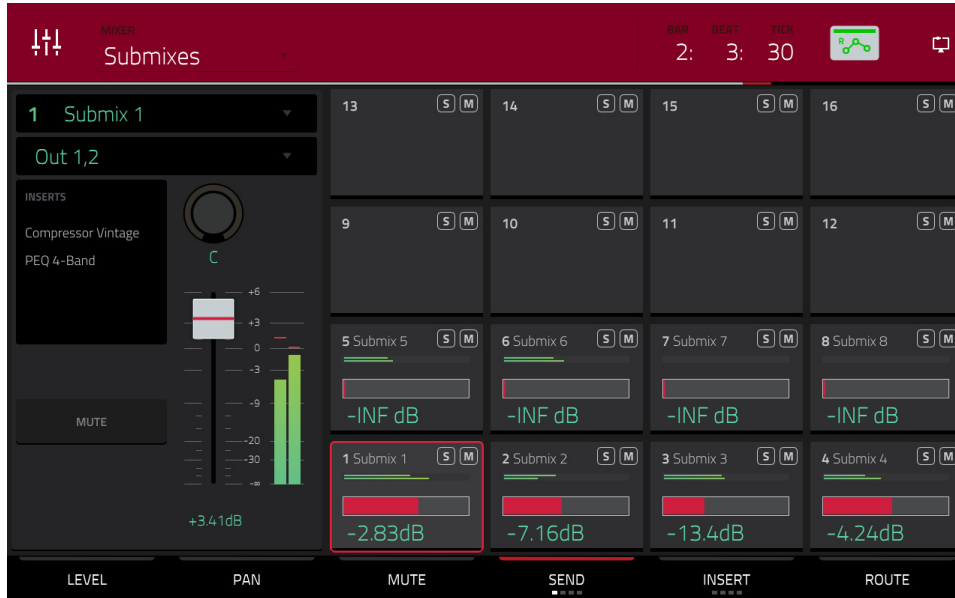 MIXER
Submixes
BAR BEAT TICK
2: 3: 30
R
1 Submix 1
Out 1,2
INSERTS
Compressor Vintage
PEQ 4-Band
C
+6
+3
0
-3
-9
-20
-30
-∞
MUTE
+3.41dB
13 S M
14 S M
15 S M
16 S M
9 S M
10 S M
11 S M
12 S M
5 Submix 5 S M
6 Submix 6 S M
7 Submix 7 S M
8 Submix 8 S M
-INF dB
-INF dB
-INF dB
-INF dB
1 Submix 1 S M
2 Submix 2 S M
3 Submix 3 S M
4 Submix 4 S M
-2.83dB
-7.16dB
-13.4dB
-4.24dB
LEVEL
PAN
MUTE
SEND
INSERT
ROUTE